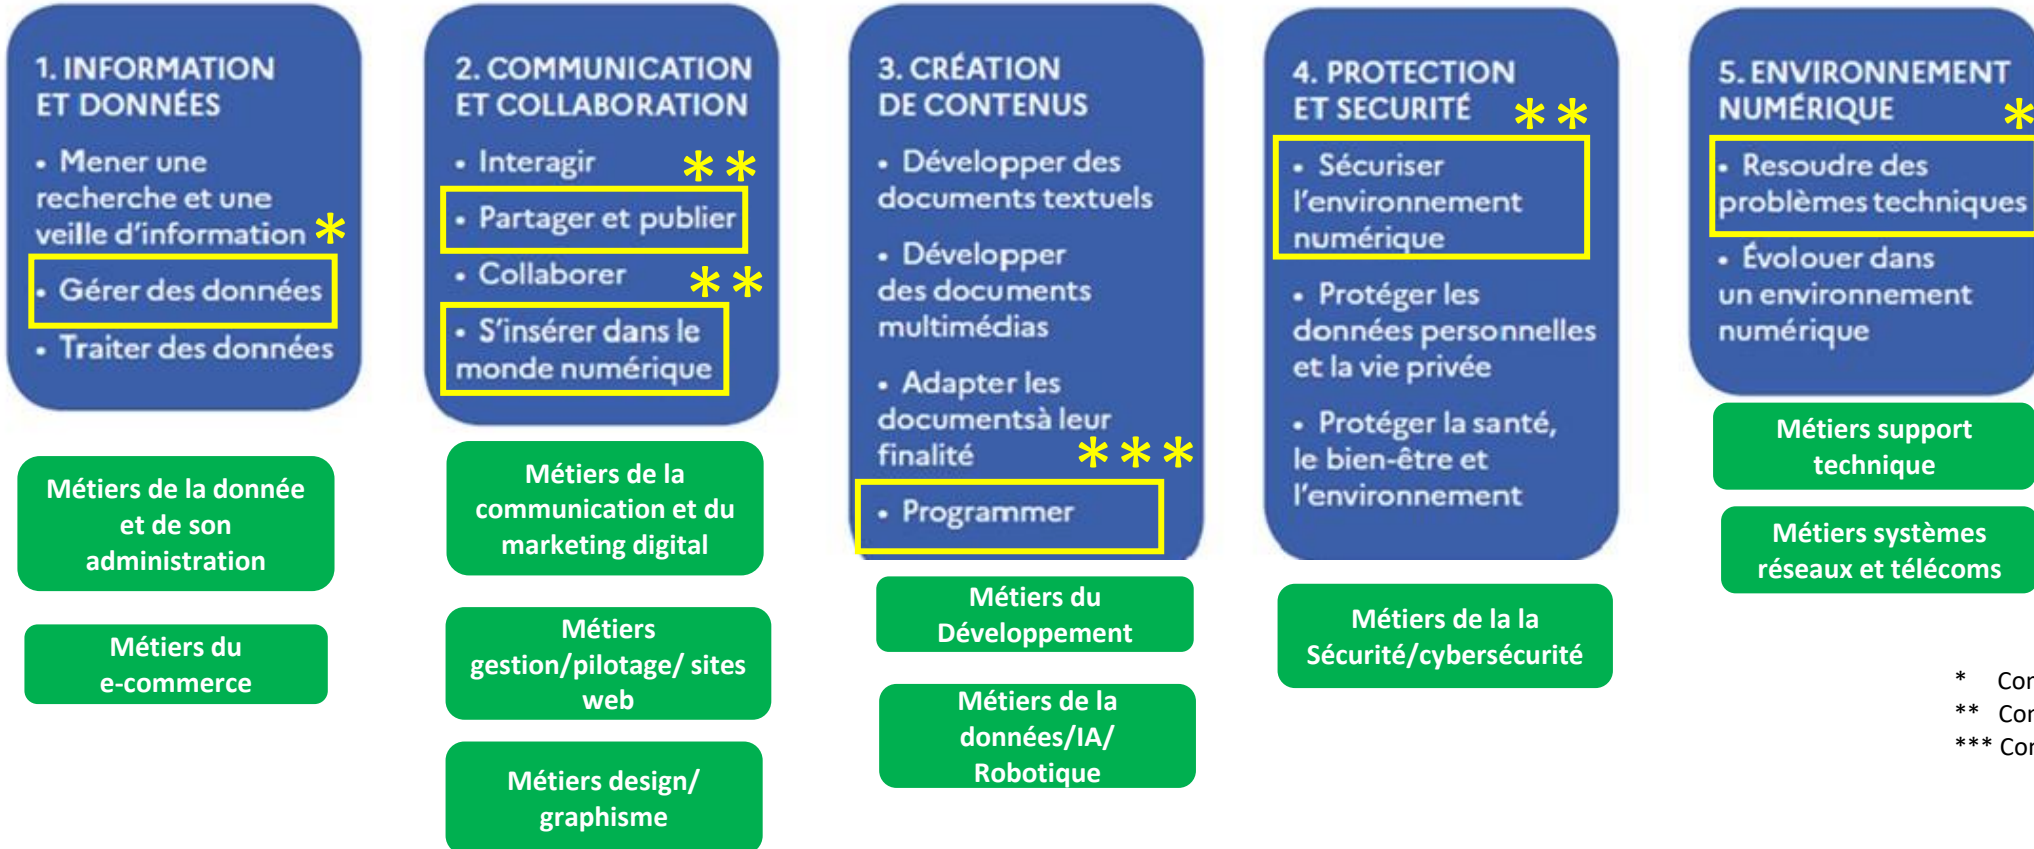 1. INFORMATION
ET DONNÉES
• Mener une
recherche et une
veille d'information *
• Gérer des données
• Traiter des données
Métiers de la donnée
et de son
administration
Métiers du
e-commerce
2. COMMUNICATION
ET COLLABORATION
• Interagir **
• Partager et publier
• Collaborer **
• S'insérer dans le
monde numérique
Métiers de la
communication et du
marketing digital
Métiers
gestion/pilotage/ sites
web
Métiers design/
graphisme
3. CRÉATION
DE CONTENUS
• Développer des
documents textuels
• Développer
des documents
multimédias
• Adapter les
documentsà leur
finalité ***
• Programmer
Métiers du
Développement
Métiers de la
données/IA/
Robotique
4. PROTECTION
ET SECURITÉ **
• Sécuriser
l'environnement
numérique
• Protéger les
données personnelles
et la vie privée
• Protéger la santé,
le bien-être et
l'environnement
Métiers de la la
Sécurité/cybersécurité
5. ENVIRONNEMENT
NUMÉRIQUE *
• Resoudre des
problèmes techniques
• Évolouer dans
un environnement
numérique
Métiers support
technique
Métiers systèmes
réseaux et télécoms
*
**
***